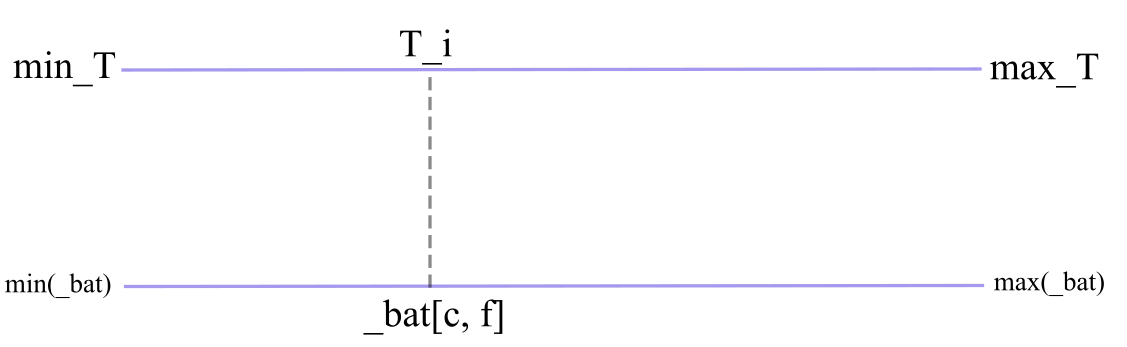 T_i
min_T
max_T
min(_bat)
max(_bat)
_bat[c, f]